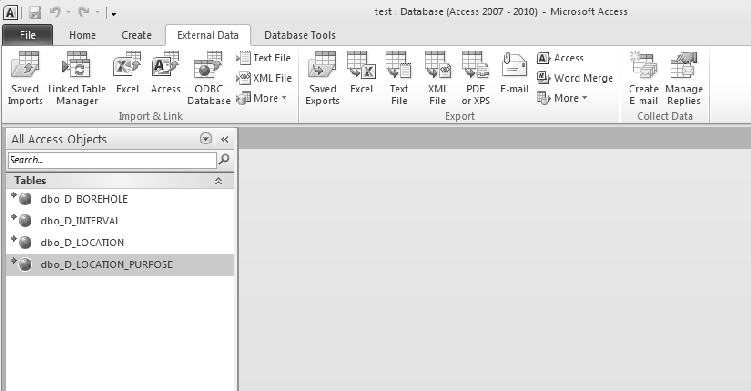 test : Database (Access 2007 - 2010) - Microsoft Access
File Home Create External Data Database Tools
Saved Imports Linked Table Manager Excel Access ODBC Database Text File XML File More
Import & Link
Saved Exports Excel Text File XML File PDF or XPS E-mail Access Word Merge More
Export
Create E-mail Manage Replies
Collect Data
All Access Objects
Search...
Tables
dbo_D_BOREHOLE
dbo_D_INTERVAL
dbo_D_LOCATION
dbo_D_LOCATION_PURPOSE